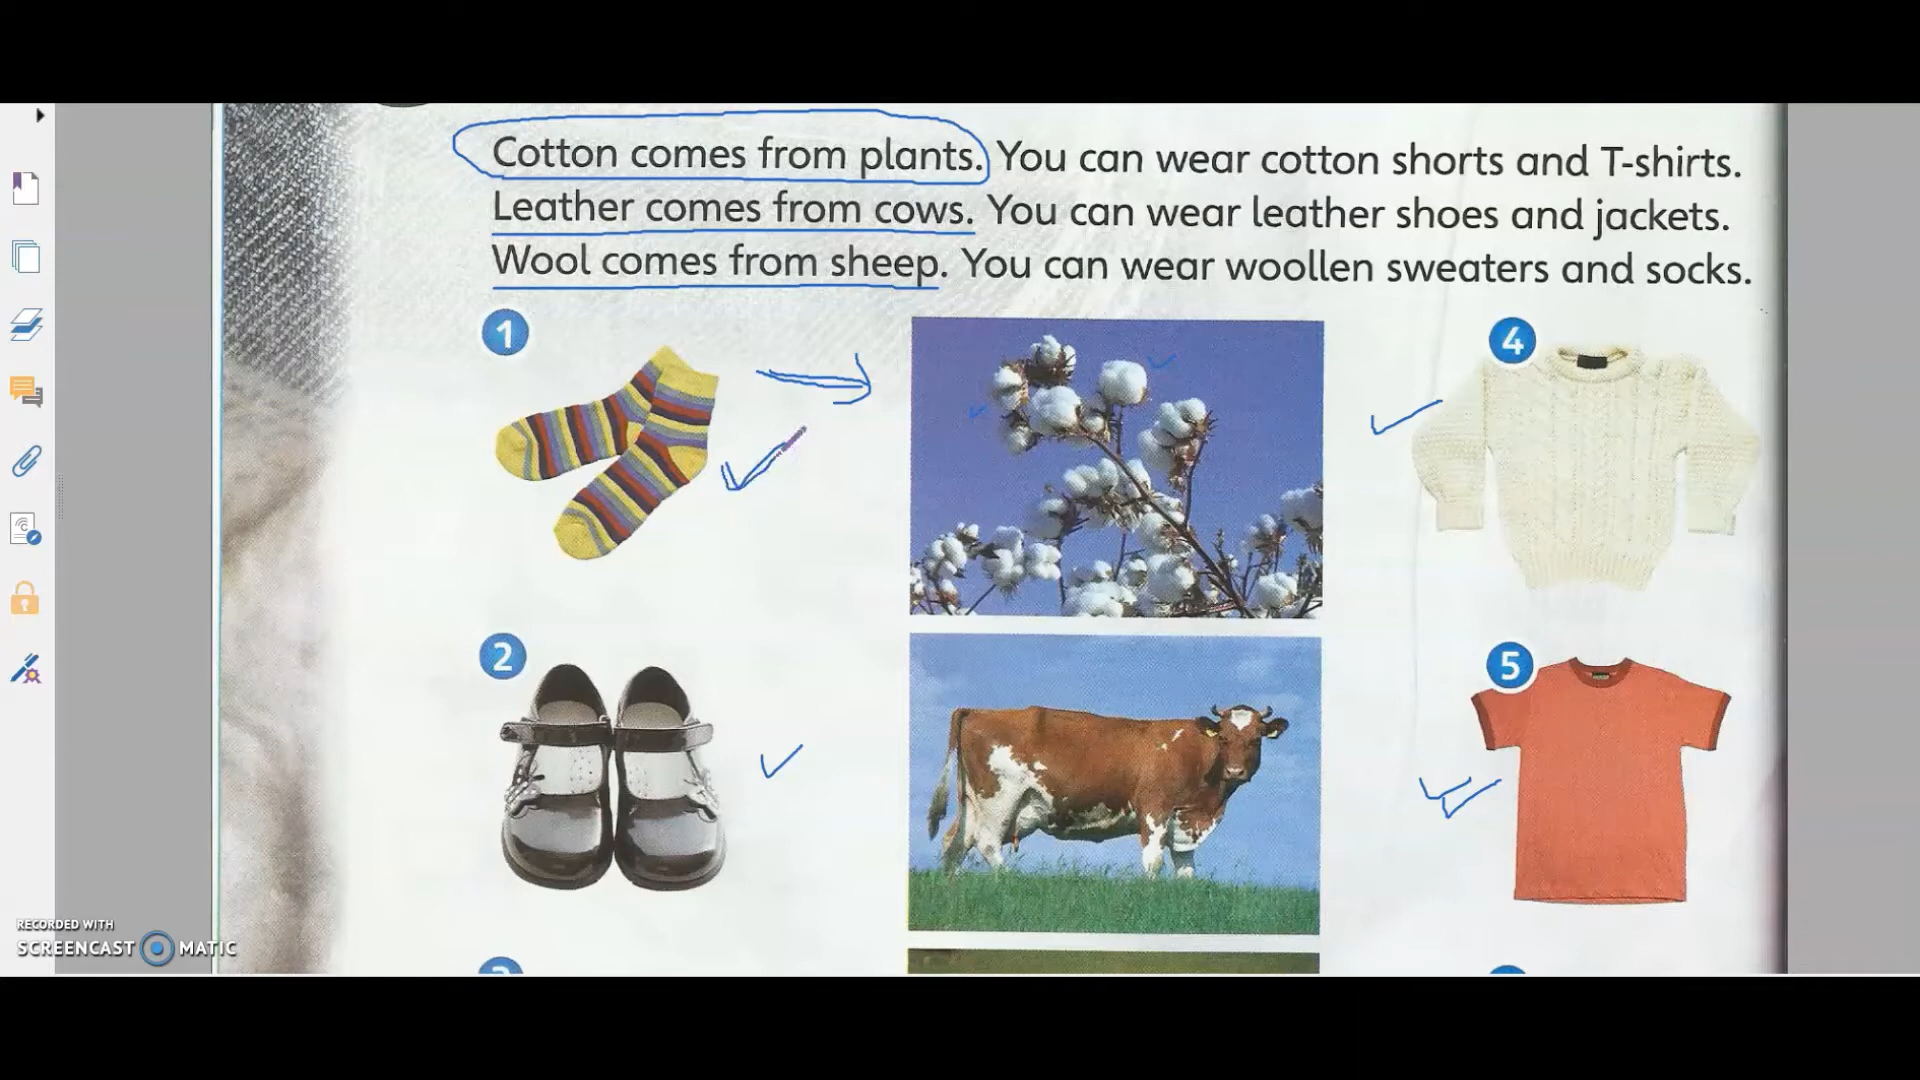 Cotton comes from plants. You can wear cotton shorts and T-shirts.
Leather comes from cows. You can wear leather shoes and jackets.
Wool comes from sheep. You can wear woollen sweaters and socks.
1
4
2
5
RECORDED WITH
SCREENCAST MATIC